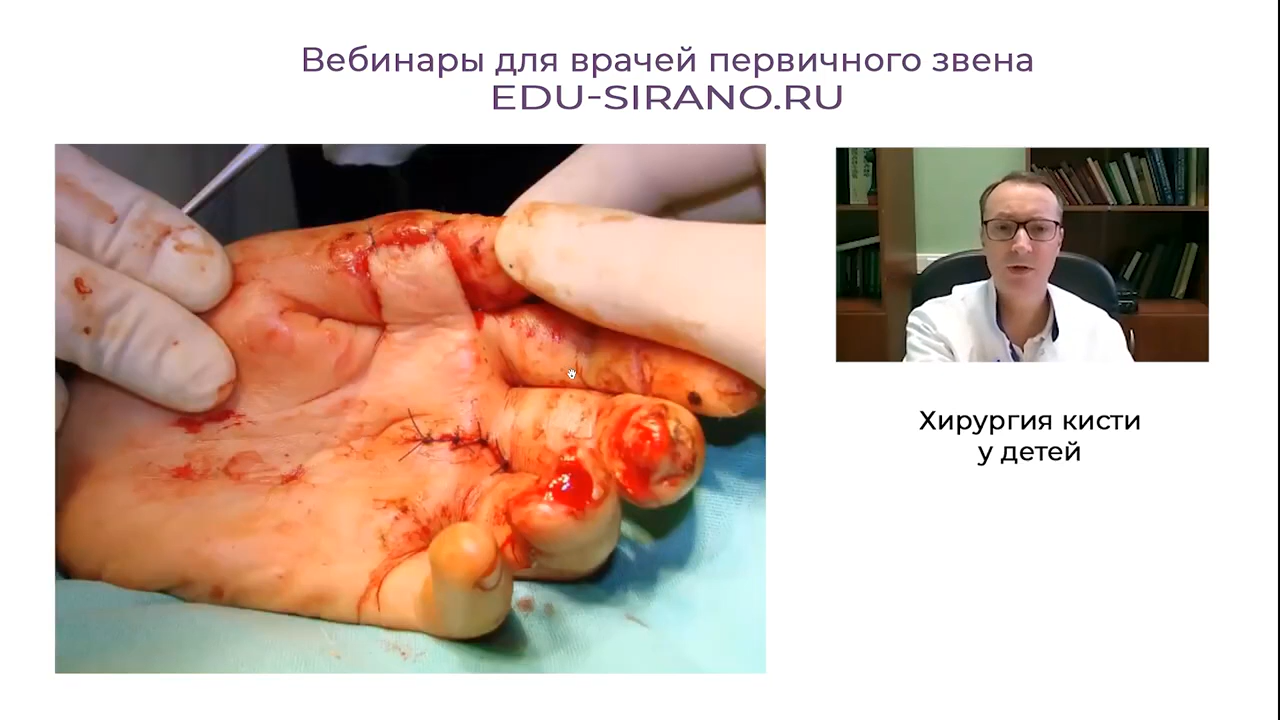 Вебинары для врачей первичного звена
EDU-SIRANO.RU
Хирургия кисти
у детей